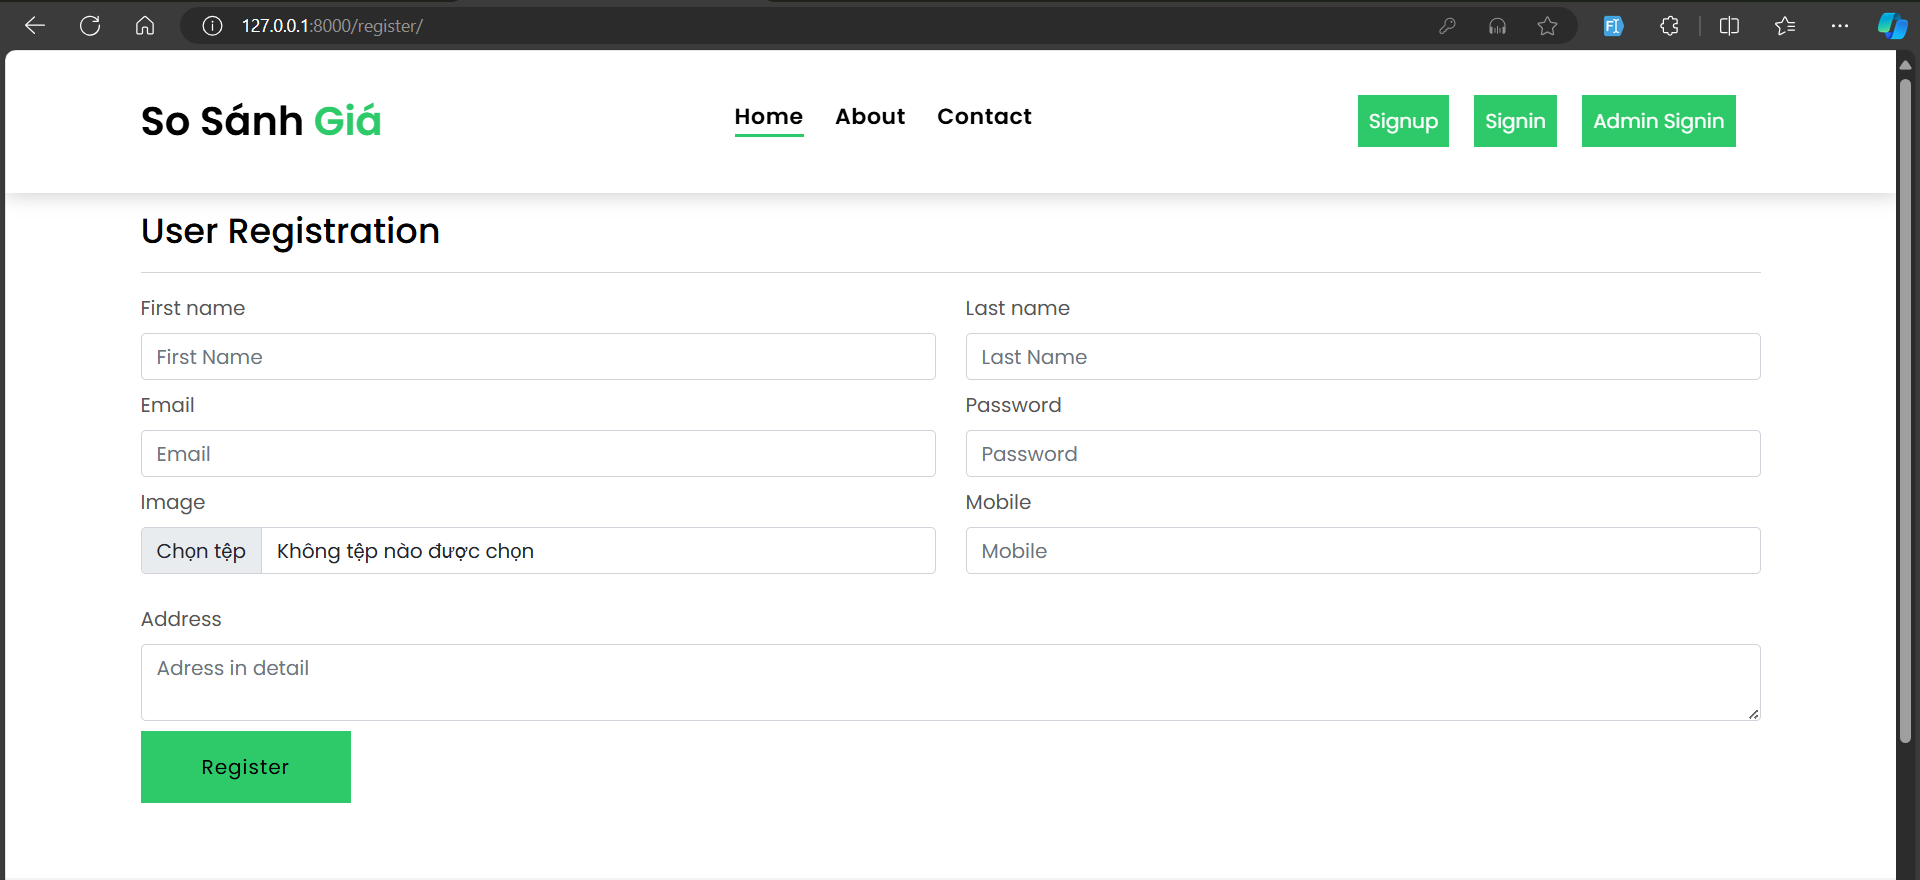 127.0.0.1:8000/register/
So Sánh Giá
Home About Contact
Signup Signin Admin Signin
User Registration
First name Last name
First Name Last Name
Email Password
Email Password
Image Mobile
Chọn tệp Không tệp nào được chọn Mobile
Address
Adress in detail
Register